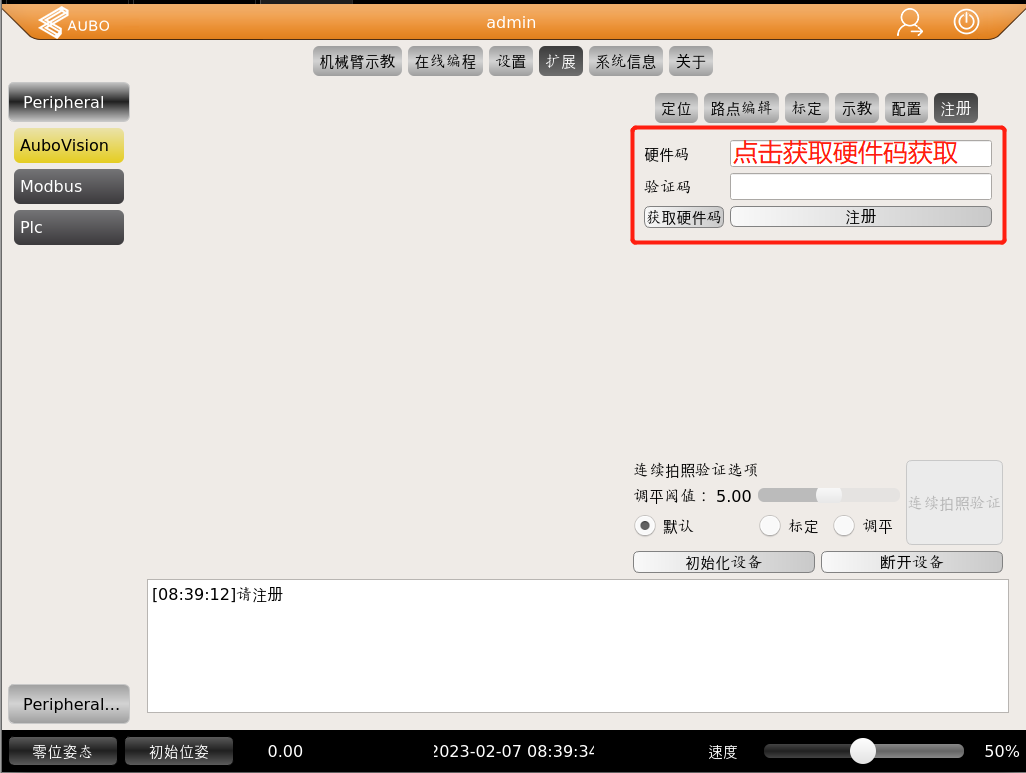 AUBO admin
机械臂示教 在线编程 设置 扩展 系统信息 关于
Peripheral
AuboVision
Modbus
Plc
定位 路点编辑 标定 示教 配置 注册
硬件码 点击获取硬件码获取
验证码
获取硬件码 注册
连续拍照验证选项
调平阈值： 5.00
默认 标定 调平
连续拍照验证
初始化设备 断开设备
[08:39:12]请注册
Peripheral...
零位姿态 初始位姿 0.00 2023-02-07 08:39:34 速度 50%